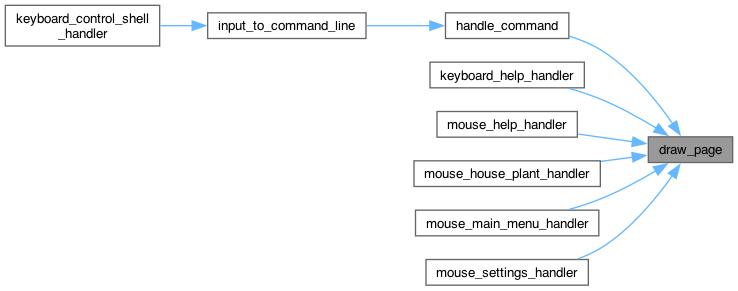 keyboard_control_shell
_handler
input_to_command_line
handle_command
keyboard_help_handler
mouse_help_handler
draw_page
mouse_house_plant_handler
mouse_main_menu_handler
mouse_settings_handler